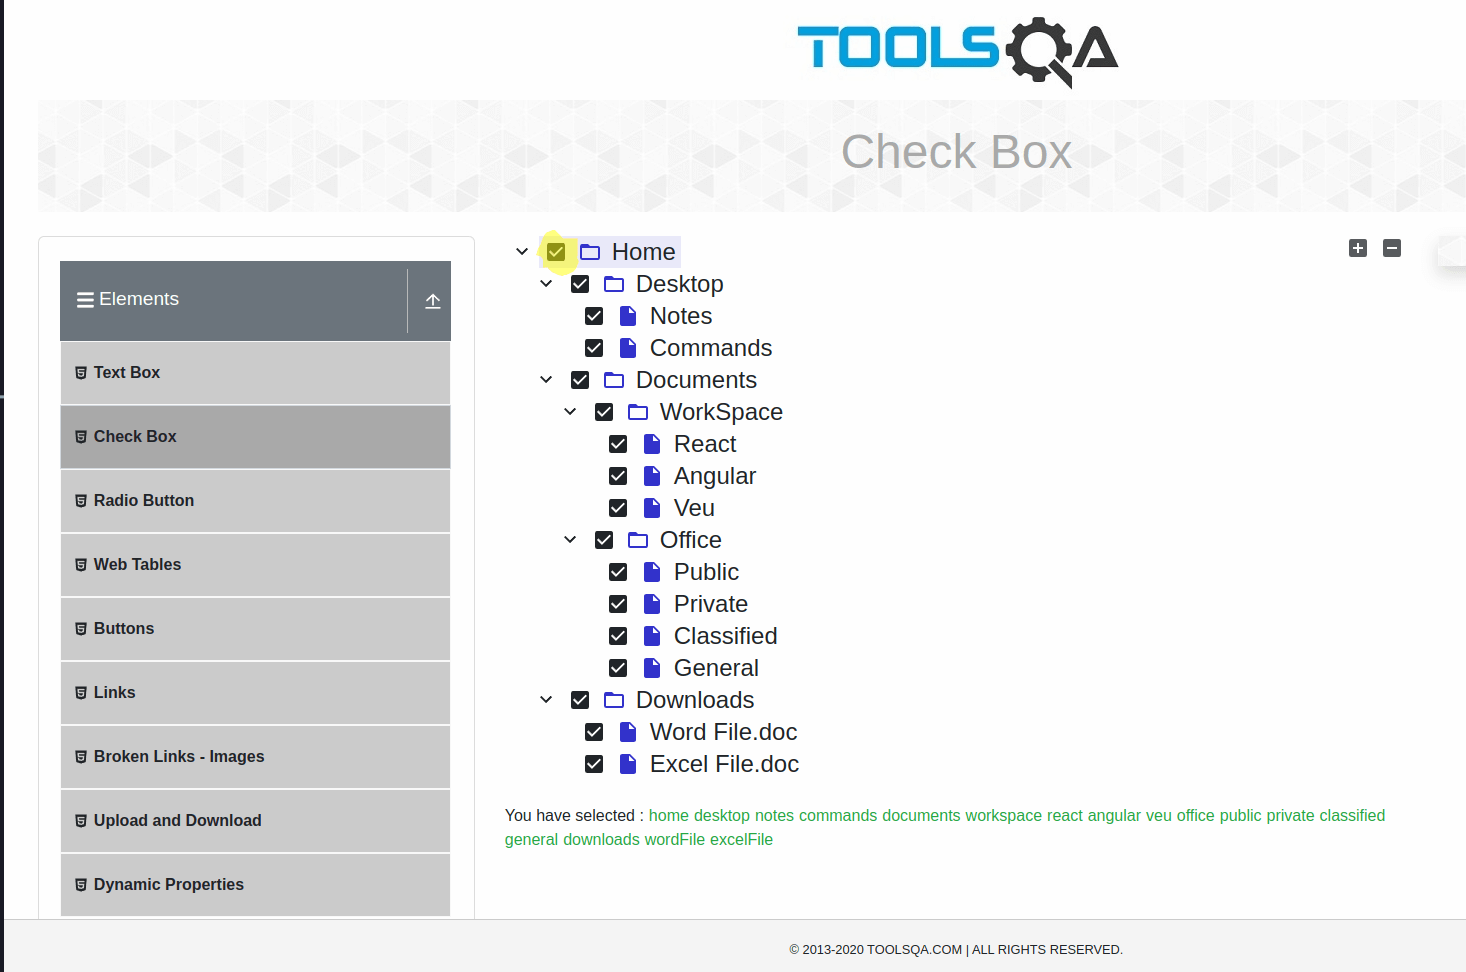 TOOLSQA
Check Box
Elements
Text Box
Check Box
Radio Button
Web Tables
Buttons
Links
Broken Links - Images
Upload and Download
Dynamic Properties
Home
Desktop
Notes
Commands
Documents
WorkSpace
React
Angular
Veu
Office
Public
Private
Classified
General
Downloads
Word File.doc
Excel File.doc
You have selected : home desktop notes commands documents workspace react angular veu office public private classified
general downloads wordFile excelFile
© 2013-2020 TOOLSQA.COM | ALL RIGHTS RESERVED.